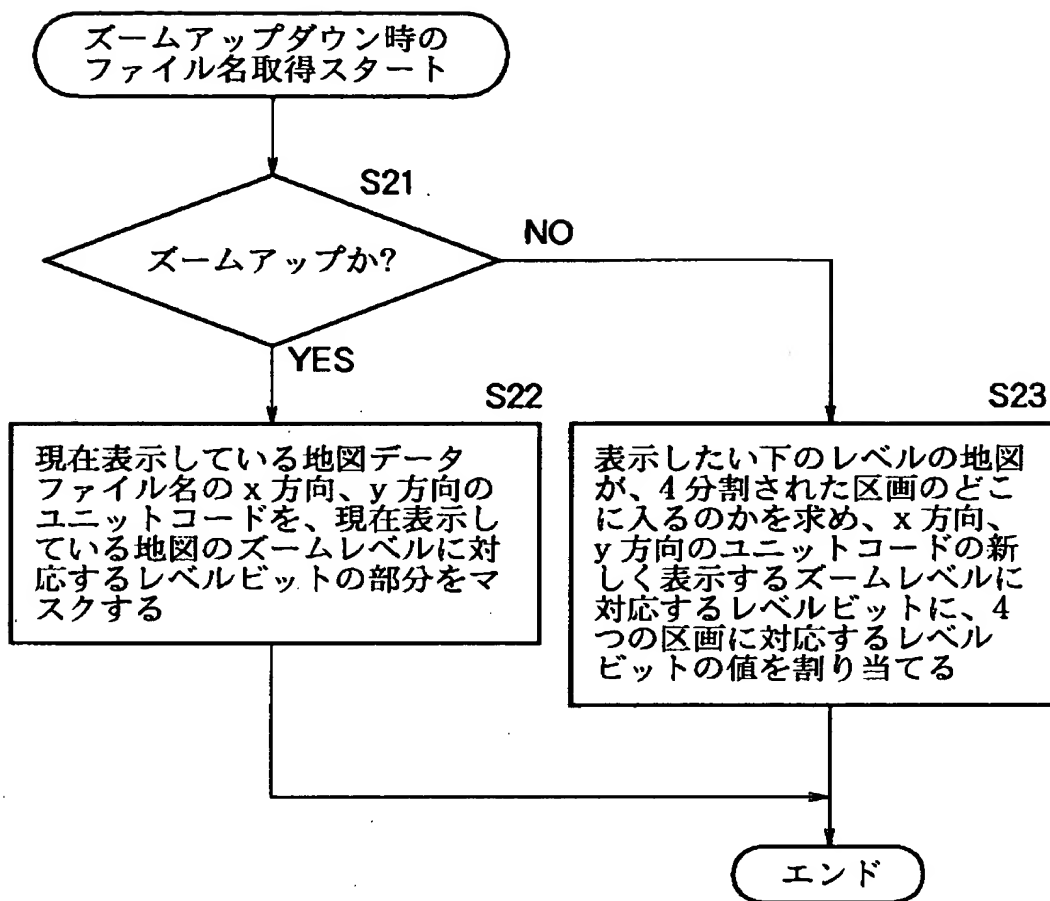 ズームアップダウン時の
ファイル名取得スタート
S21
ズームアップか?
NO
YES
S22
現在表示している地図データ
ファイル名の x 方向、y 方向の
ユニットコードを、現在表示し
ている地図のズームレベルに対
応するレベルビットの部分をマ
スクする
S23
表示したい下のレベルの地図
が、4 分割された区画のどこ
に入るのかを求め、x 方向、
y 方向のユニットコードの新
しく表示するズームレベルに
対応するレベルビットに、4
つの区画に対応するレベル
ビットの値を割り当てる
エンド